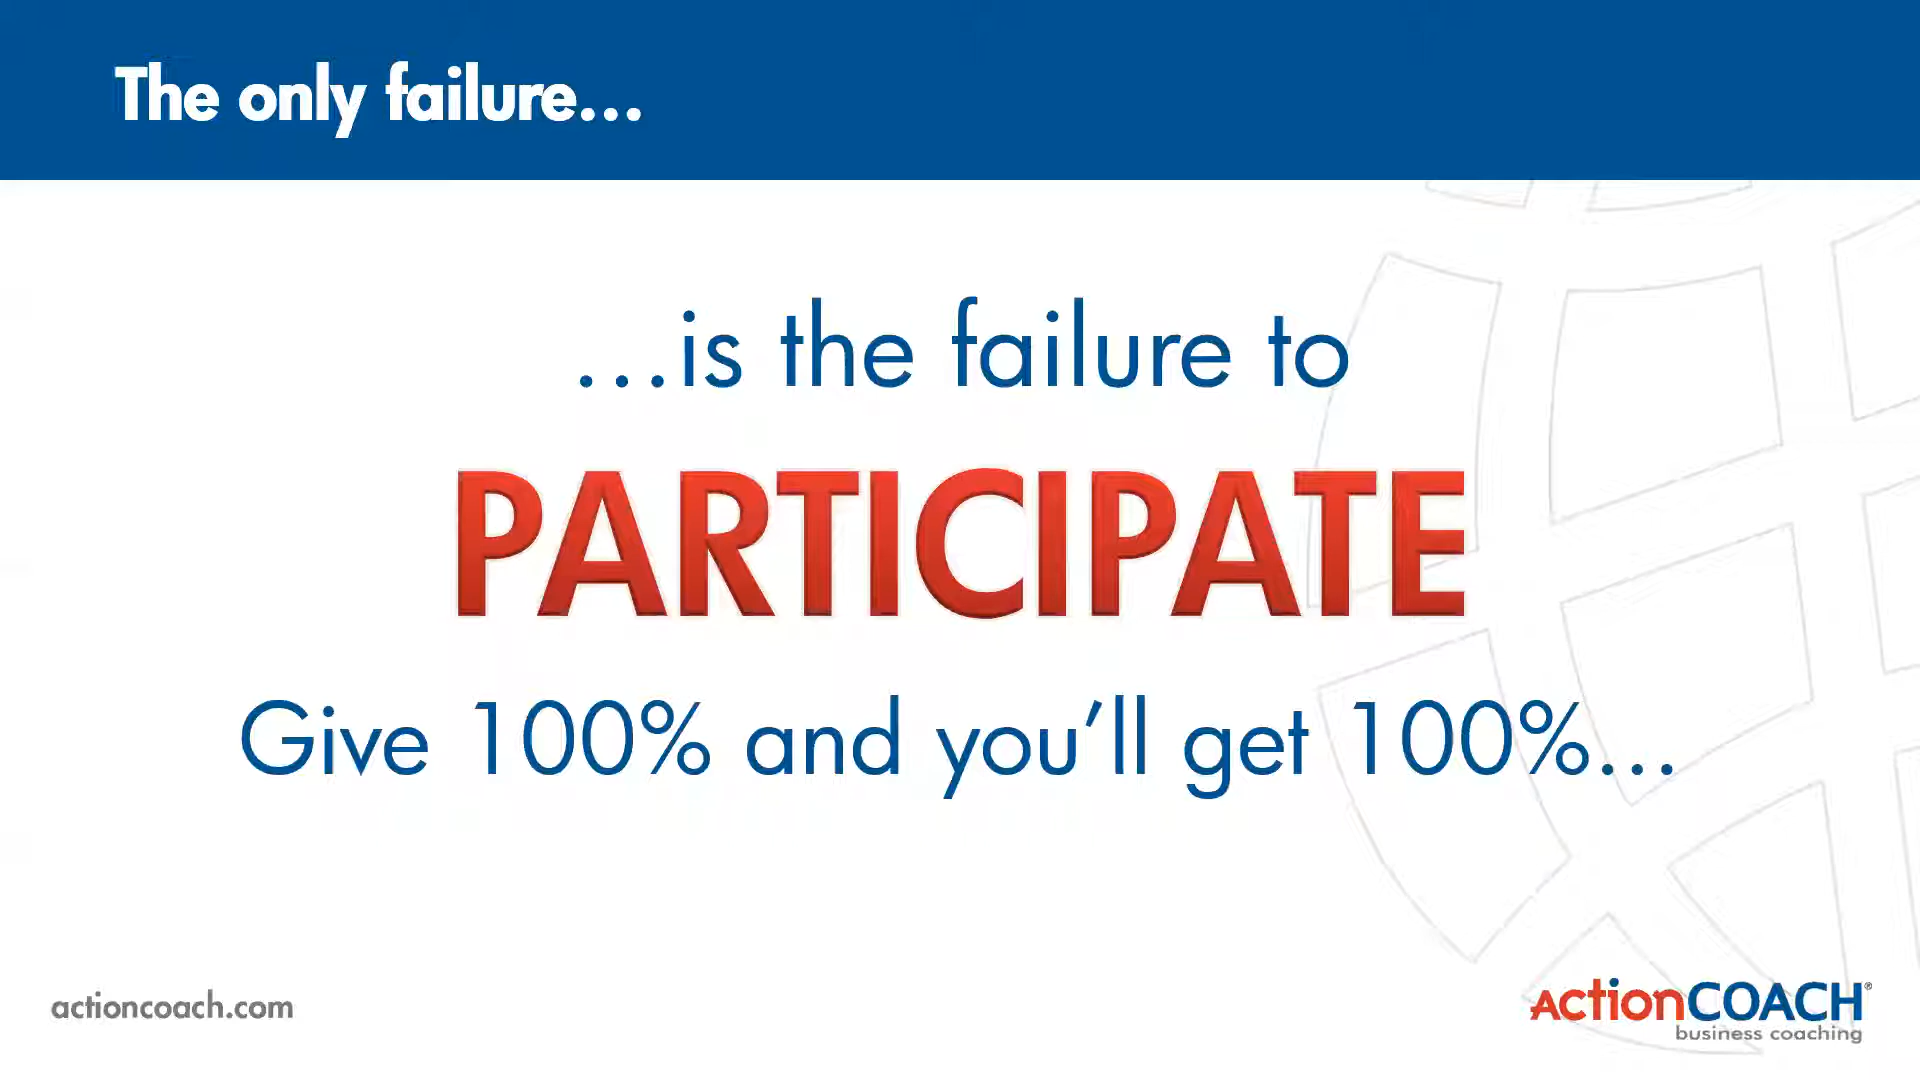 The only failure...
...is the failure to
PARTICIPATE
Give 100% and you’ll get 100%...
actioncoach.com
ActionCOACH®
business coaching